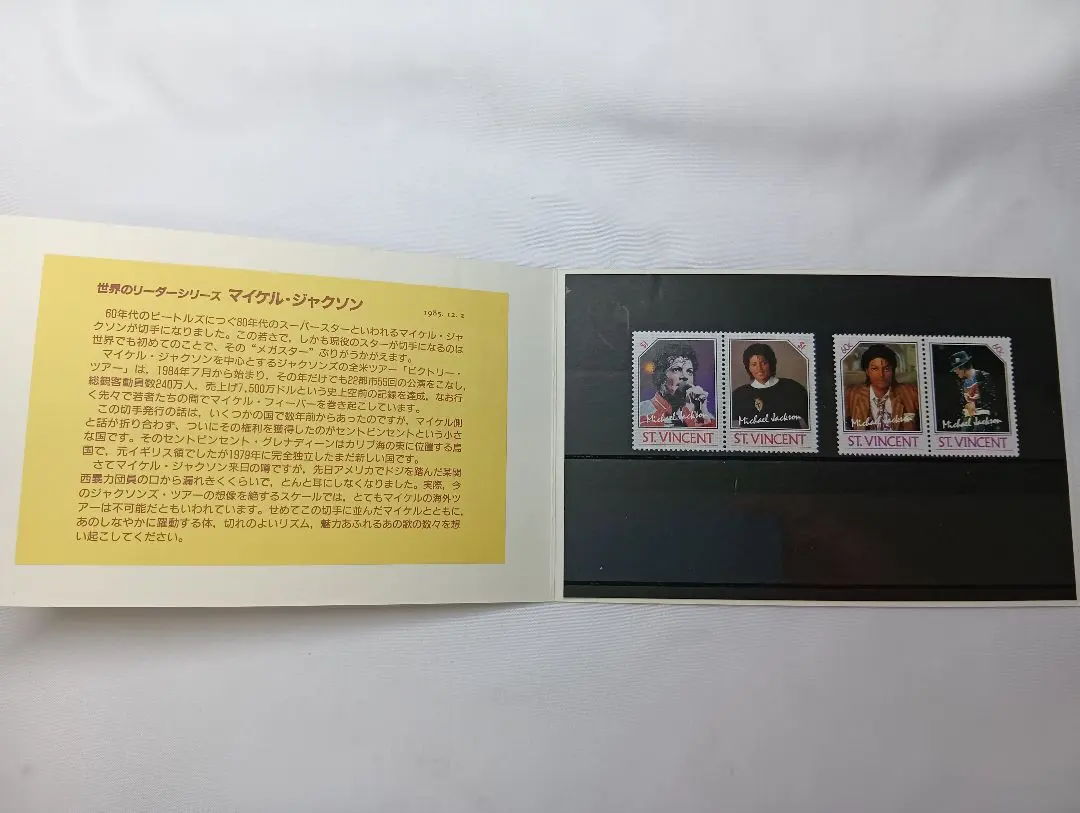 世界のリーダーシリーズ マイケル・ジャクソン
1985. 12. 2
60年代のビートルズにつぐ80年代のスーパースターといわれるマイケル・ジャ
クソンが切手になりました。この若さで，しかも現役のスターが切手になるのは
世界でも初めてのことで，その“メガスター”ぶりがうかがえます。
マイケル・ジャクソンを中心とするジャクソンズの全米ツアー「ビクトリー・
ツアー」は，1984年7月から始まり，その年だけでも22都市55回の公演をこなし，
総観客動員数240万人，売上げ7,500万ドルという史上空前の記録を達成，なお行
く先々で若者たちの間でマイケル・フィーバーを巻き起こしています。
この切手発行の話は，いくつかの国で数年前からあったのですが，マイケル側
と話が折り合わず，ついにその権利を獲得したのがセントビンセントという小さ
な国です。そのセントビンセント・グレナディーンはカリブ海の東に位置する島
国で，元イギリス領でしたが1979年に完全独立したまだ新しい国です。
さてマイケル・ジャクソン来日の噂ですが，先日アメリカでドジを踏んだ某関
西暴力団員の口から漏れきくくらいで，とんと耳にしなくなりました。実際，今
のジャクソンズ・ツアーの想像を絶するスケールでは，とてもマイケルの海外ツ
アーは不可能だともいわれています。せめてこの切手に並んだマイケルとともに，
あのしなやかに躍動する体，切れのよいリズム，魅力あふれるあの歌の数々を想
い起こしてください。
Michael Jackson
ST. VINCENT
Michael Jackson
ST. VINCENT
60c
Michael Jackson
ST. VINCENT
60c
Michael Jackson
ST. VINCENT